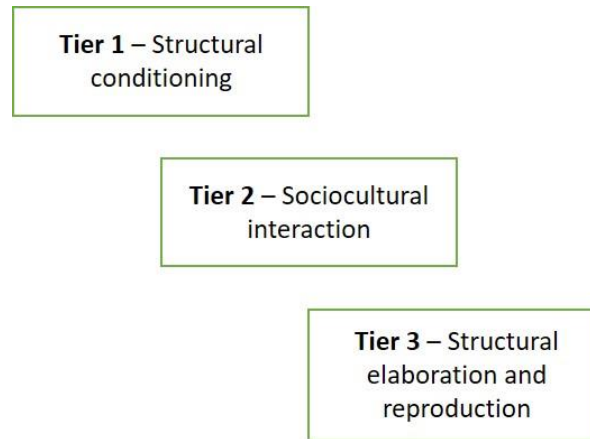 Tier 1 – Structural
conditioning
Tier 2 – Sociocultural
interaction
Tier 3 – Structural
elaboration and
reproduction